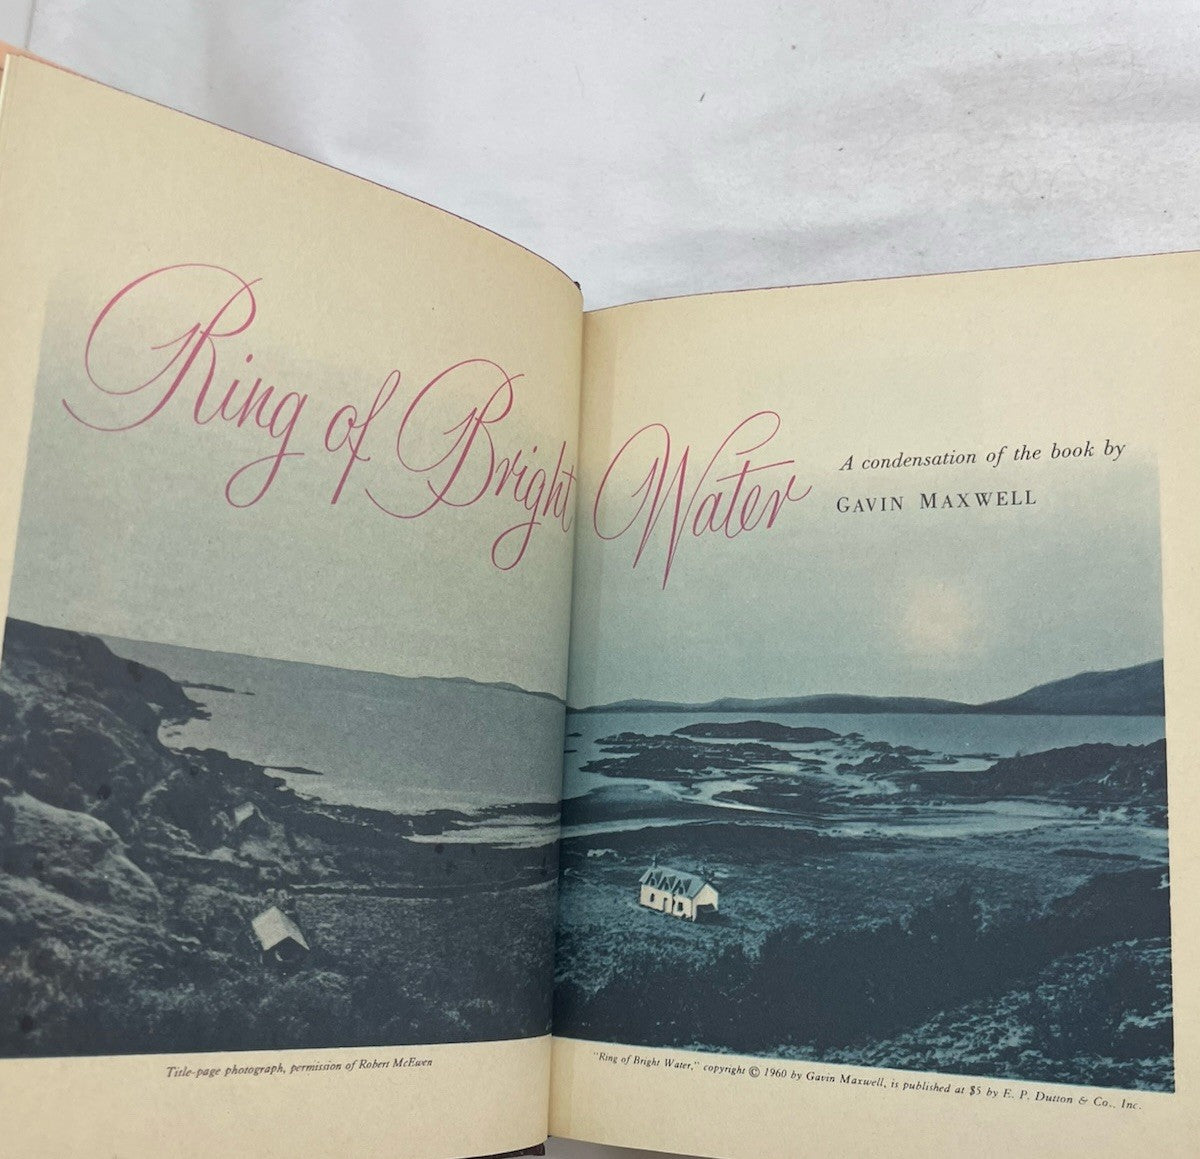 Ring of Bright Water
A condensation of the book by
GAVIN MAXWELL
Title-page photograph, permission of Robert McEwen
"Ring of Bright Water," copyright © 1960 by Gavin Maxwell, is published at $5 by E. P. Dutton & Co., Inc.